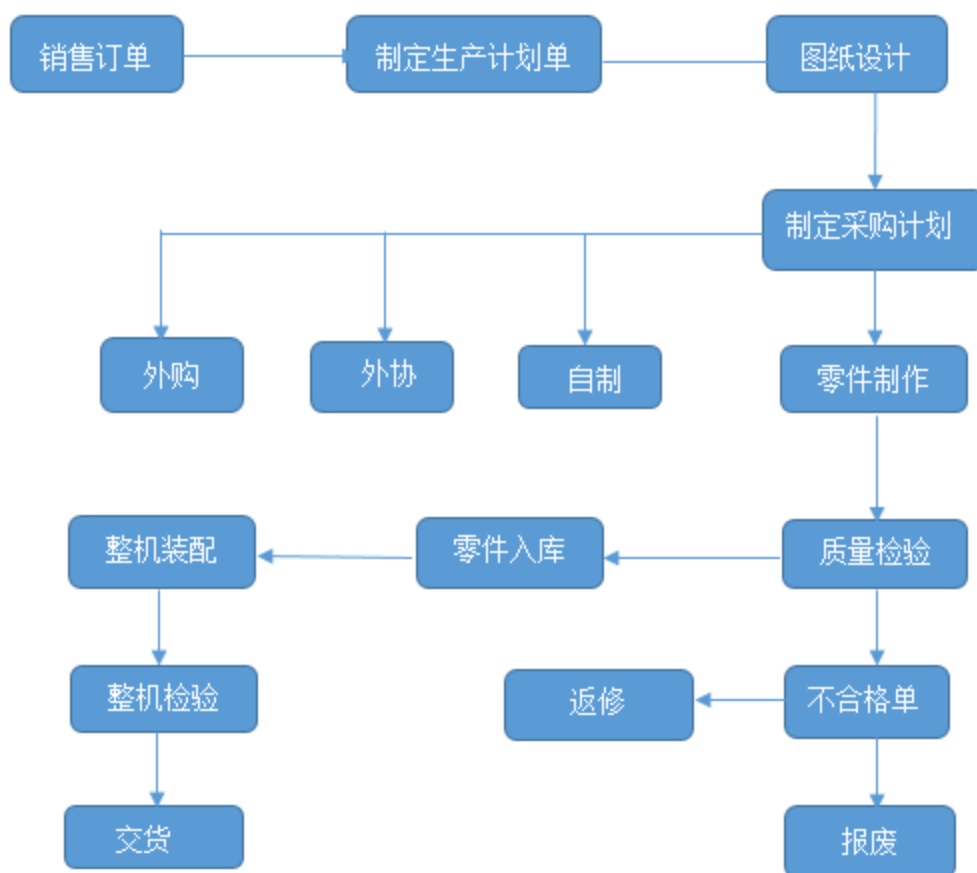 销售订单
制定生产计划单
图纸设计
制定采购计划
外购
外协
自制
零件制作
整机装配
零件入库
质量检验
整机检验
返修
不合格单
交货
报废